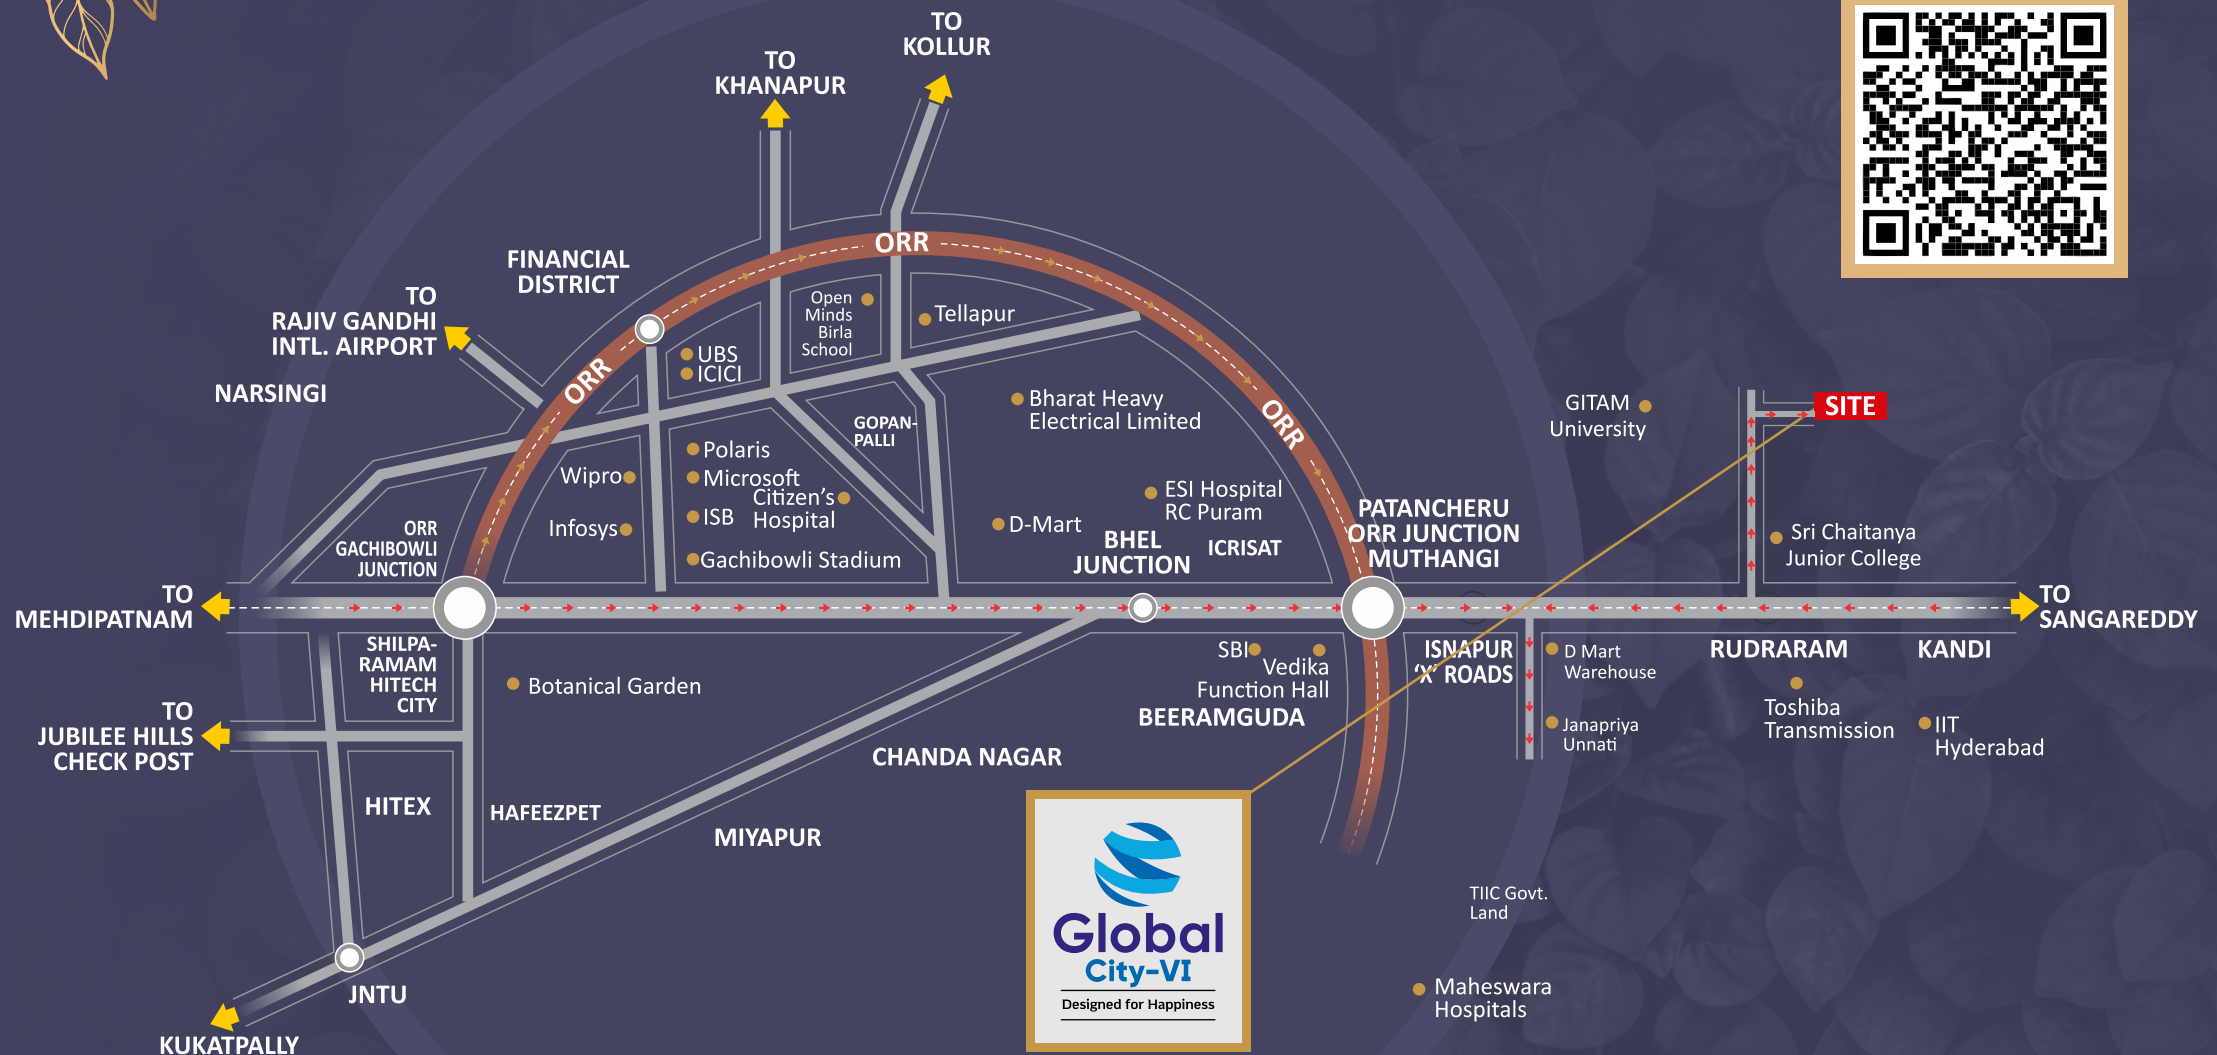 TO
KOLLUR
TO
KHANAPUR
ORR
FINANCIAL
DISTRICT
TO
RAJIV GANDHI
INTL. AIRPORT
NARSINGI
ORR
Open
Minds
Birla
School
Tellapur
UBS
ICICI
GOPAN-
PALLI
Bharat Heavy
Electrical Limited
ORR
GITAM
University
SITE
Polaris
Microsoft
Citizen's
Hospital
ISB
Gachibowli Stadium
Wipro
Infosys
ORR
GACHIBOWLI
JUNCTION
D-Mart
ESI Hospital
RC Puram
BHEL
JUNCTION
ICRISAT
PATANCHERU
ORR JUNCTION
MUTHANGI
Sri Chaitanya
Junior College
TO
MEHDIPATNAM
TO
SANGAREDDY
SHILPA-
RAMAM
HITECH
CITY
Botanical Garden
SBI
Vedika
Function Hall
BEERAMGUDA
ISNAPUR
'X' ROADS
D Mart
Warehouse
Janapriya
Unnati
RUDRARAM
KANDI
Toshiba
Transmission
IIT
Hyderabad
TO
JUBILEE HILLS
CHECK POST
HITEX
HAFEEZPET
CHANDA NAGAR
MIYAPUR
JNTU
KUKATPALLY
Global
City-VI
Designed for Happiness
TIIC Govt.
Land
Maheswara
Hospitals